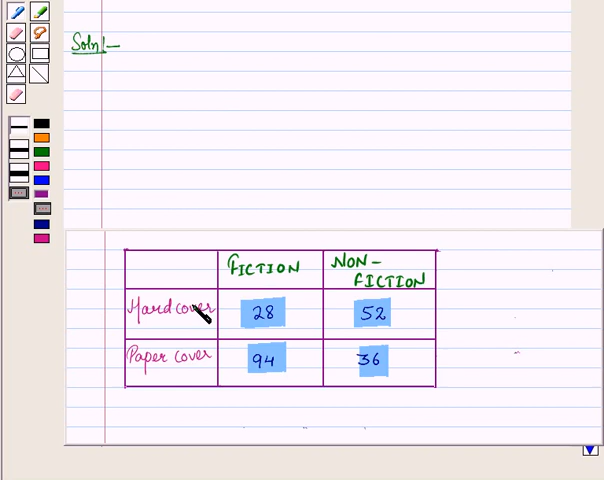 Soln!-
FICTION NON-
FICTION
Hardcover 28 52
Paper cover 94 36